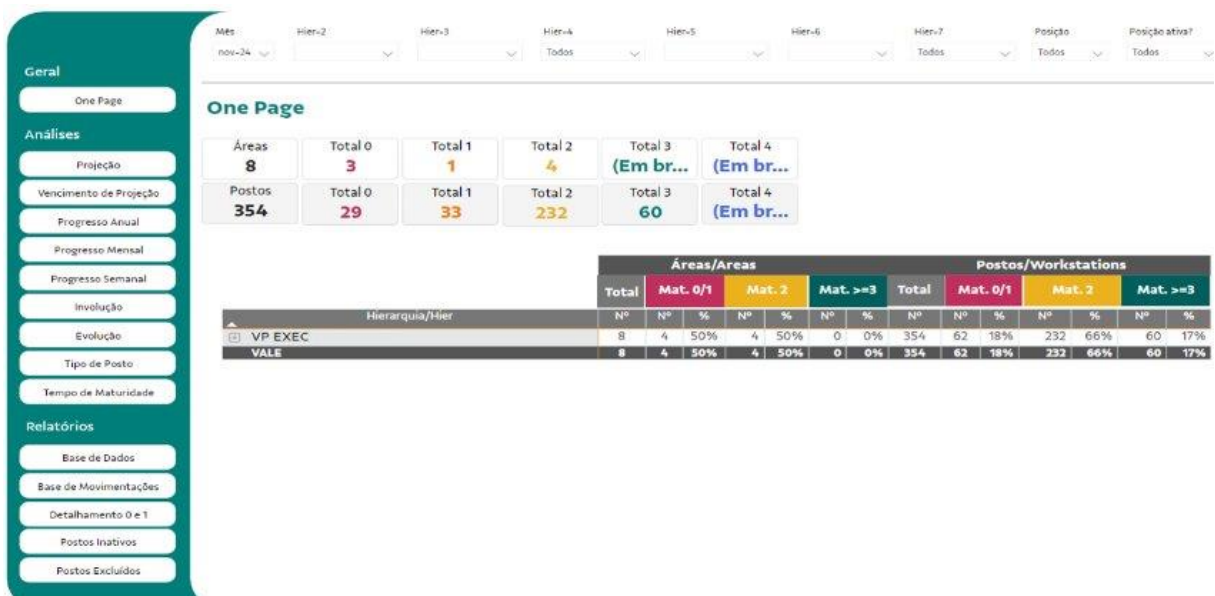 Mês Hier-2 Hier-3 Hier-4 Hier-5 Hier-6 Hier-7 Posição Posição ativa?
nov-24 Todos Todos Todos Todos
Geral
One Page
Análises
Projeção
Vencimento de Projeção
Progresso Anual
Progresso Mensal
Progresso Semanal
Involução
Evolução
Tipo de Posto
Tempo de Maturidade
Relatórios
Base de Dados
Base de Movimentações
Detalhamento 0 e 1
Postos Inativos
Postos Excluídos
One Page
Áreas Total 0 Total 1 Total 2 Total 3 Total 4
8 3 1 4 (Em br... (Em br...
Postos Total 0 Total 1 Total 2 Total 3 Total 4
354 29 33 232 60 (Em br...
Áreas/Areas Postos/Workstations
Total Mat. 0/1 Mat. 2 Mat. >=3 Total Mat. 0/1 Mat. 2 Mat. >=3
Hierarquia/Hier Nº Nº % Nº % Nº % Nº Nº % Nº % Nº %
VP EXEC 8 4 50% 4 50% 0 0% 354 62 18% 232 66% 60 17%
VALE 8 4 50% 4 50% 0 0% 354 62 18% 232 66% 60 17%